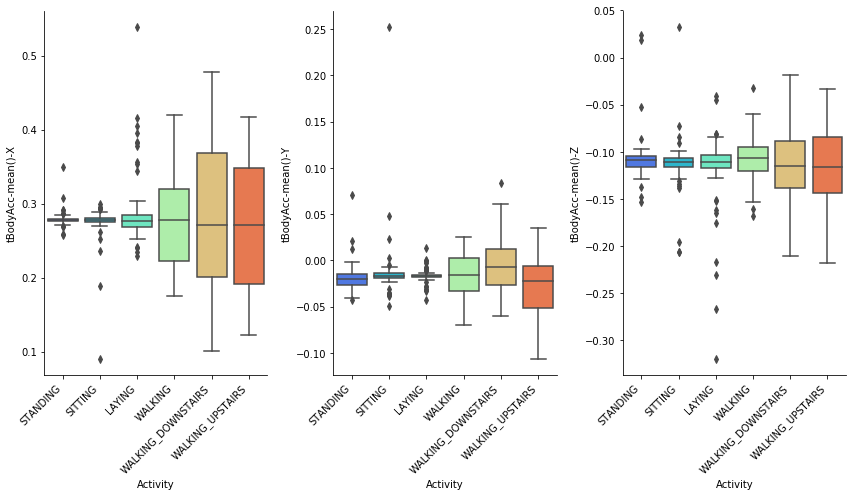 tBodyAcc-mean()-X
0.5
0.4
0.3
0.2
0.1
STANDING
SITTING
LAYING
WALKING
WALKING_DOWNSTAIRS
WALKING_UPSTAIRS
Activity
tBodyAcc-mean()-Y
0.25
0.20
0.15
0.10
0.05
0.00
−0.05
−0.10
STANDING
SITTING
LAYING
WALKING
WALKING_DOWNSTAIRS
WALKING_UPSTAIRS
Activity
tBodyAcc-mean()-Z
0.05
0.00
−0.05
−0.10
−0.15
−0.20
−0.25
−0.30
STANDING
SITTING
LAYING
WALKING
WALKING_DOWNSTAIRS
WALKING_UPSTAIRS
Activity